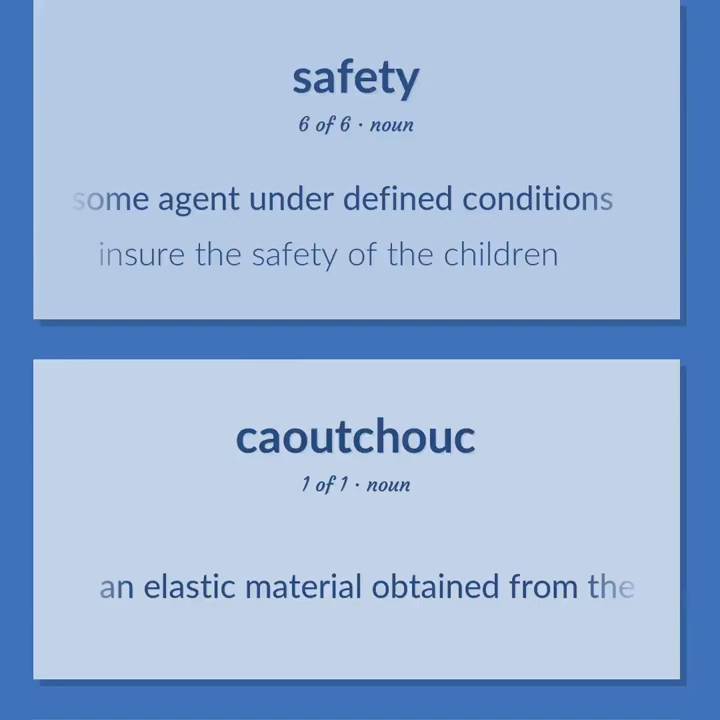 safety
6 of 6 · noun
some agent under defined conditions
insure the safety of the children
caoutchouc
1 of 1 · noun
an elastic material obtained from the